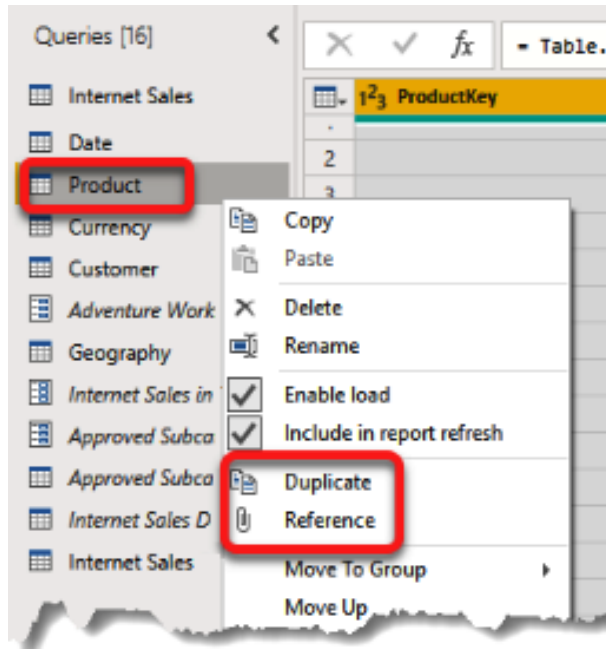 Queries [16]
fx
= Table.
Internet Sales
1²3 ProductKey
Date
2
Product
3
Currency
Customer
Adventure Work
Geography
Internet Sales in
Approved Subca
Approved Subca
Internet Sales D
Internet Sales
Copy
Paste
Delete
Rename
Enable load
Include in report refresh
Duplicate
Reference
Move To Group
Move Up